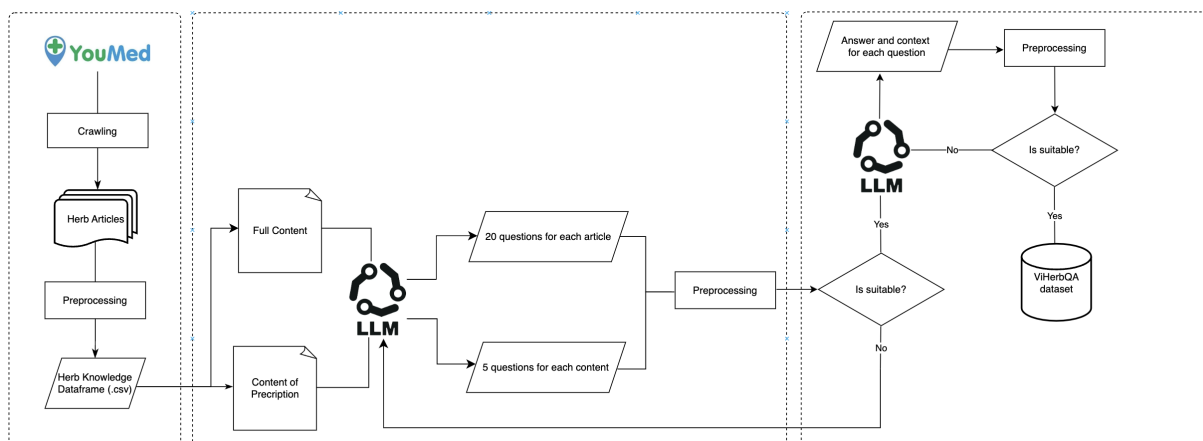 YouMed
Crawling
Herb Articles
Preprocessing
Herb Knowledge
Dataframe (.csv)
Full Content
Content of
Precription
LLM
20 questions for each article
5 questions for each content
Preprocessing
Is suitable?
No
Yes
LLM
Answer and context
for each question
Preprocessing
Is suitable?
No
Yes
ViHerbQA
dataset